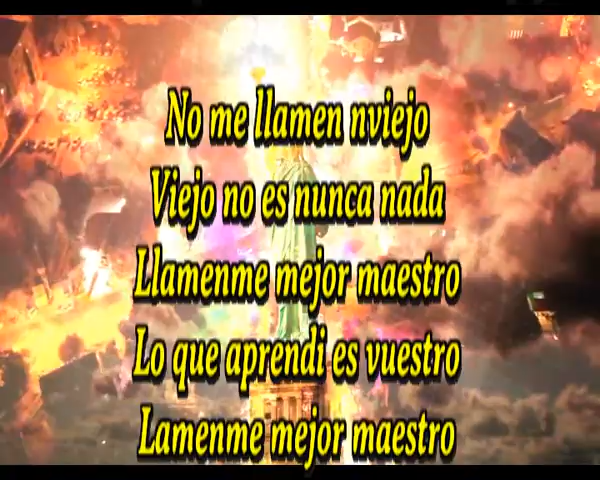 No me llamen nviejo
Viejo no es nunca nada
Llamenme mejor maestro
Lo que aprendi es vuestro
Lamenme mejor maestro